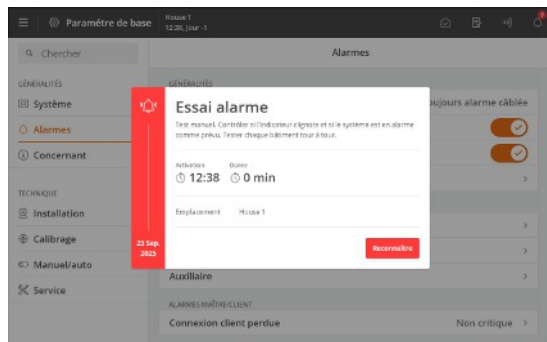 Paramétre de base
House 1
12:38, Jour -1
Chercher
Alarmes
GÉNÉRALITÉS
GÉNÉRALITÉS
Système
oujours alarme câblée
Alarmes
Concernant
TECHNIQUE
Installation
Calibrage
Manuel/auto
Service
Essai alarme
Test manuel. Contrôler si l'indicateur clignote et si le système est en alarme
comme prévu. Tester chaque bâtiment tour à tour.
Activation
Durée
12:38
0 min
Emplacement
House 1
23 Sep.
2025
Reconnaître
Auxiliaire
ALARMES MAÎTRE/CLIENT
Connexion client perdue
Non critique